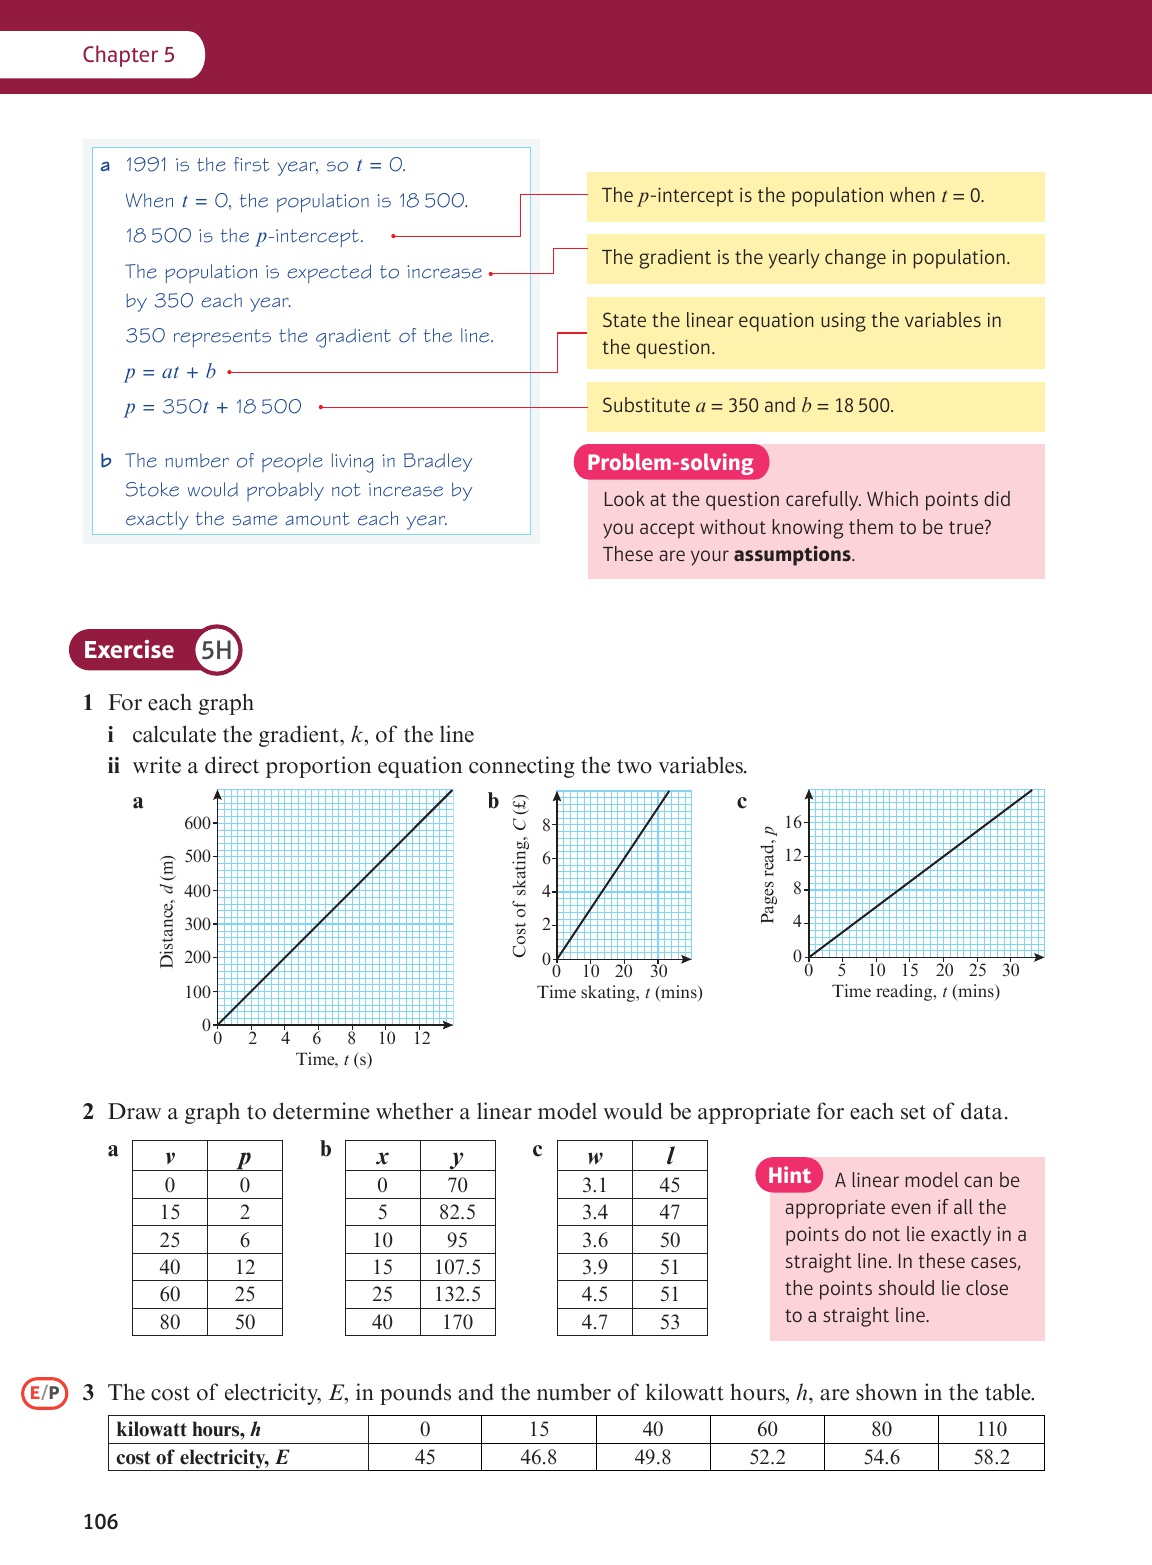 Chapter 5
a 1991 is the first year, so t = 0.
When t = 0, the population is 18 500.
18 500 is the p-intercept.
The population is expected to increase
by 350 each year.
350 represents the gradient of the line.
p = at + b
p = 350t + 18 500
b The number of people living in Bradley
Stoke would probably not increase by
exactly the same amount each year.
The p-intercept is the population when t = 0.
The gradient is the yearly change in population.
State the linear equation using the variables in
the question.
Substitute a = 350 and b = 18 500.
Problem-solving
Look at the question carefully. Which points did
you accept without knowing them to be true?
These are your assumptions.
Exercise 5H
1 For each graph
i calculate the gradient, k, of the line
ii write a direct proportion equation connecting the two variables.
a
Distance, d (m)
600
500
400
300
200
100
0
0 2 4 6 8 10 12
Time, t (s)
b
Cost of skating, C (£)
8
6
4
2
0
0 10 20 30
Time skating, t (mins)
c
Pages read, p
16
12
8
4
0
0 5 10 15 20 25 30
Time reading, t (mins)
2 Draw a graph to determine whether a linear model would be appropriate for each set of data.
a
v p
0 0
15 2
25 6
40 12
60 25
80 50
b
x y
0 70
5 82.5
10 95
15 107.5
25 132.5
40 170
c
w l
3.1 45
3.4 47
3.6 50
3.9 51
4.5 51
4.7 53
Hint A linear model can be
appropriate even if all the
points do not lie exactly in a
straight line. In these cases,
the points should lie close
to a straight line.
E/P 3 The cost of electricity, E, in pounds and the number of kilowatt hours, h, are shown in the table.
kilowatt hours, h 0 15 40 60 80 110
cost of electricity, E 45 46.8 49.8 52.2 54.6 58.2
106